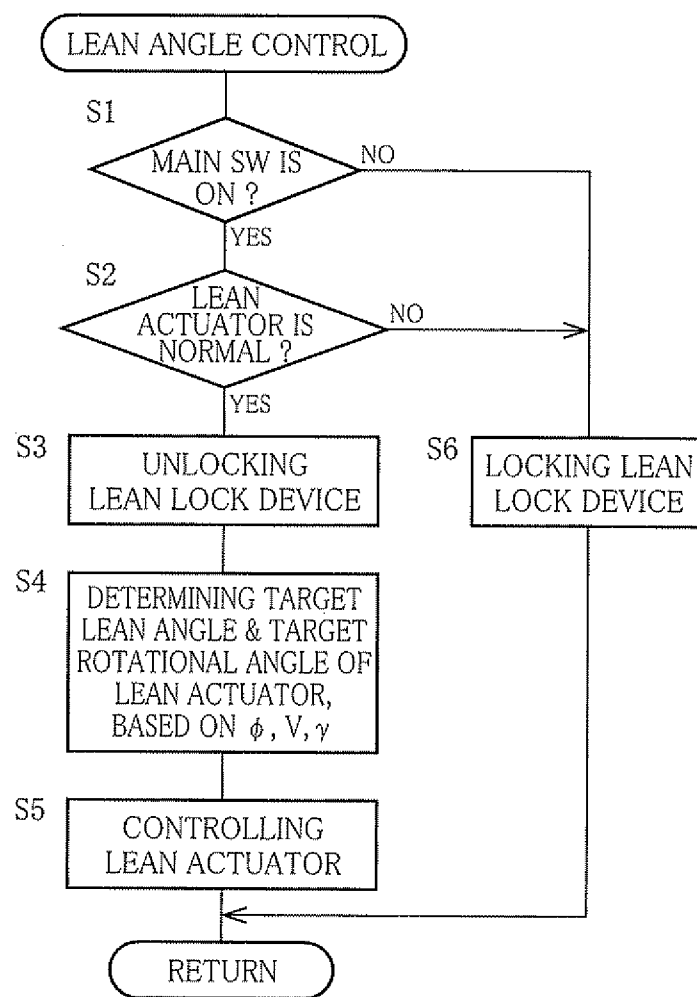 LEAN ANGLE CONTROL
S1
MAIN SW IS
ON ?
NO
YES
S2
LEAN
ACTUATOR IS
NORMAL ?
NO
YES
S3
UNLOCKING
LEAN LOCK DEVICE
S6
LOCKING LEAN
LOCK DEVICE
S4
DETERMINING TARGET
LEAN ANGLE & TARGET
ROTATIONAL ANGLE OF
LEAN ACTUATOR,
BASED ON ϕ, V, γ
S5
CONTROLLING
LEAN ACTUATOR
RETURN